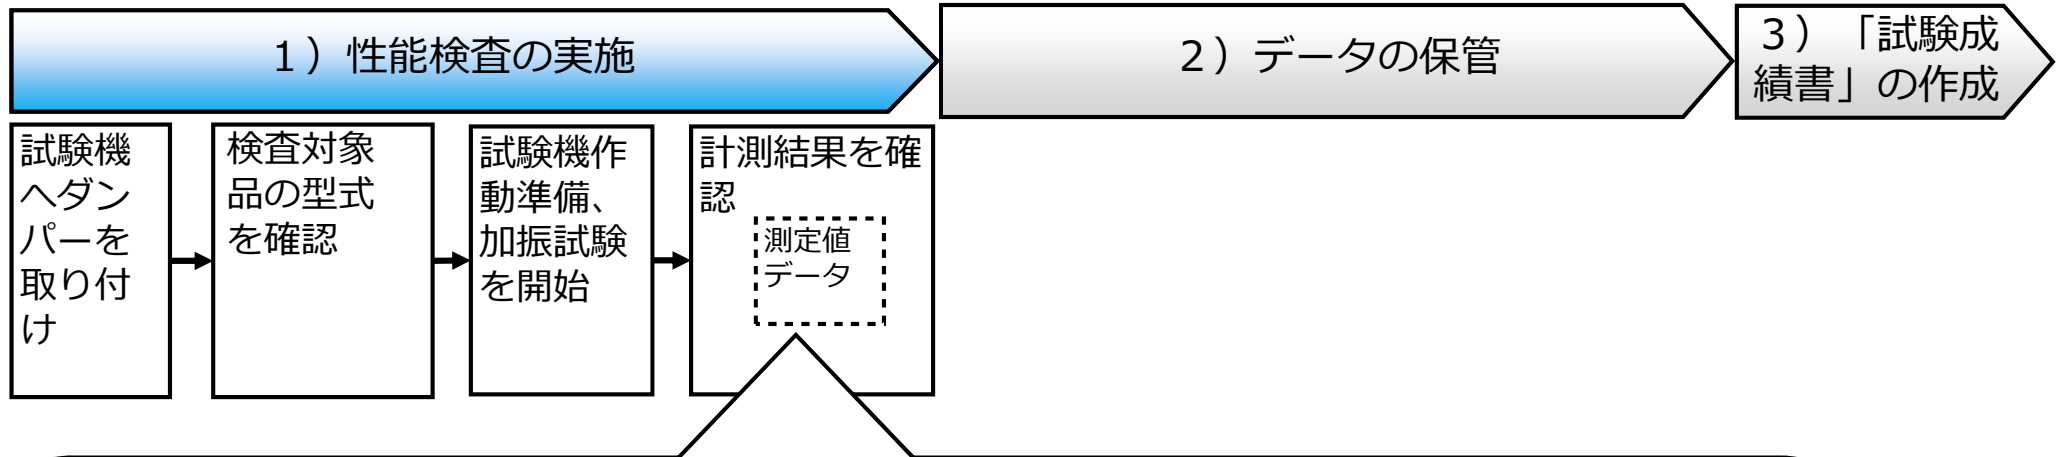 1）性能検査の実施
2）データの保管
3）「試験成
績書」の作成
試験機
へダン
パーを
取り付
け
検査対象
品の型式
を確認
試験機作
動準備、
加振試験
を開始
計測結果を確
認
測定値
データ